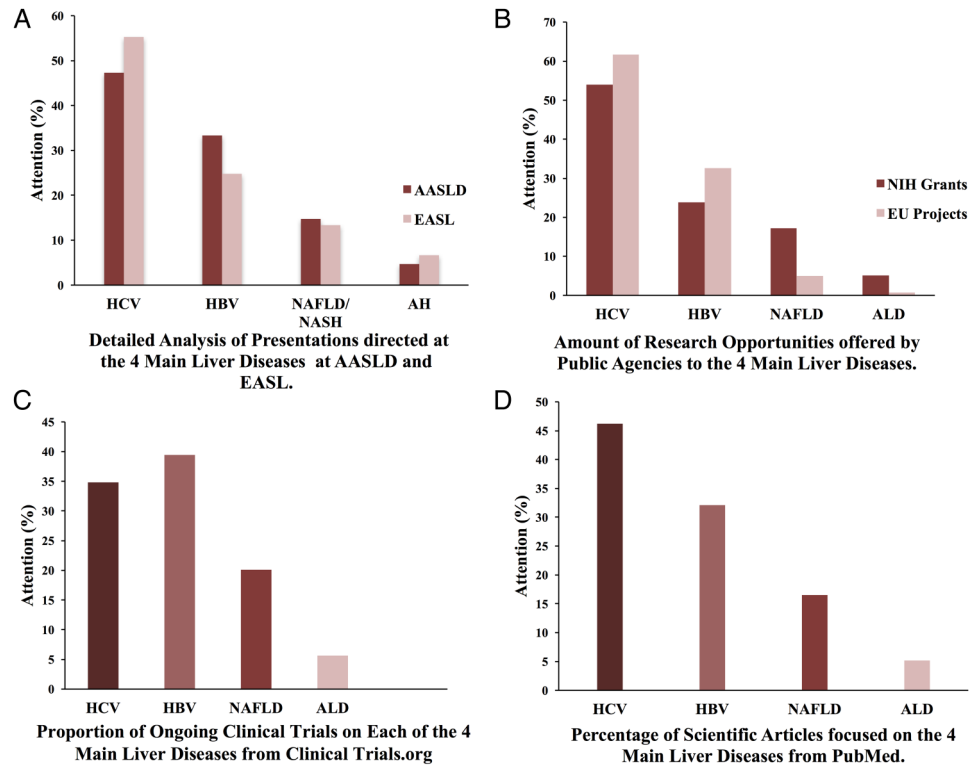 A
60
50
40
30
20
10
0
Attention (%)
AASLD
EASL
HCV HBV NAFLD/ AH
NASH
Detailed Analysis of Presentations directed at
the 4 Main Liver Diseases at AASLD and
EASL.
B
70
60
50
40
30
20
10
0
Attention (%)
NIH Grants
EU Projects
HCV HBV NAFLD ALD
Amount of Research Opportunities offered by
Public Agencies to the 4 Main Liver Diseases.
C
45
40
35
30
25
20
15
10
5
0
Attention (%)
HCV HBV NAFLD ALD
Proportion of Ongoing Clinical Trials on Each of the 4
Main Liver Diseases from Clinical Trials.org
D
50
45
40
35
30
25
20
15
10
5
0
Attention (%)
HCV HBV NAFLD ALD
Percentage of Scientific Articles focused on the 4
Main Liver Diseases from PubMed.